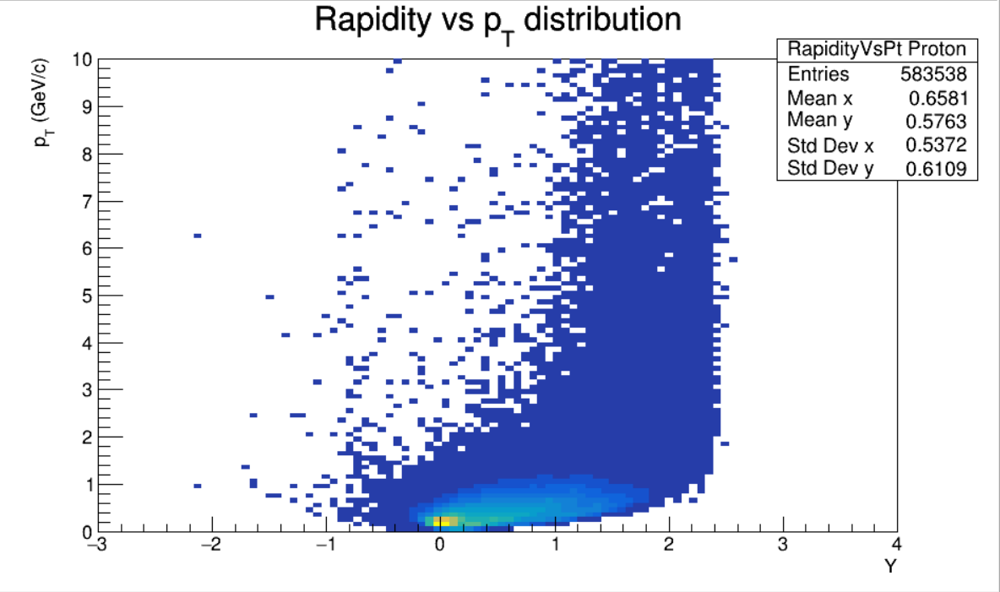 Rapidity vs p_T distribution
RapidityVsPt Proton
Entries 583538
Mean x 0.6581
Mean y 0.5763
Std Dev x 0.5372
Std Dev y 0.6109
p_T (GeV/c)
10
9
8
7
6
5
4
3
2
1
0
−3 −2 −1 0 1 2 3 4
Y